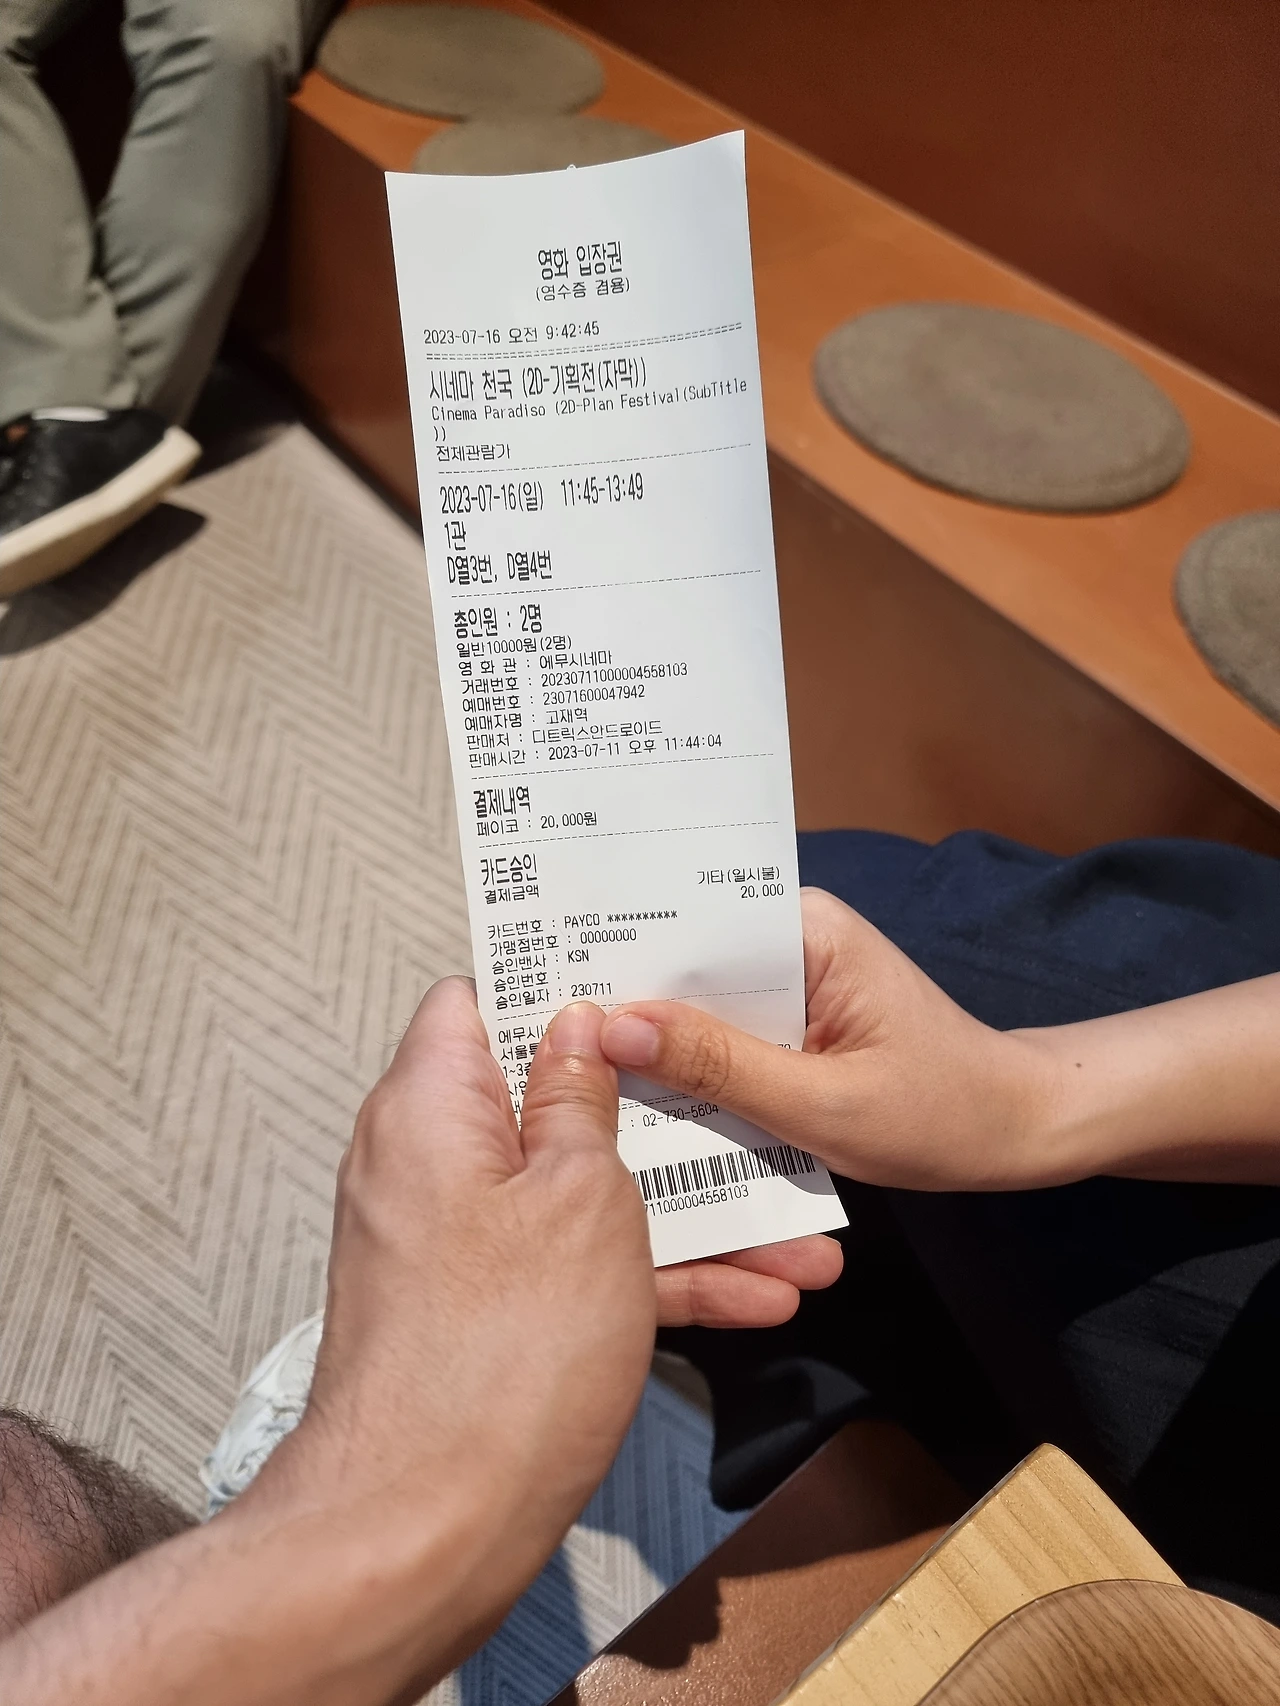 영화 입장권
(영수증 겸용)
2023-07-16 오전 9:42:45
시네마 천국 (2D-기획전(자막))
Cinema Paradiso (2D-Plan Festival(SubTitle
))
전체관람가
2023-07-16(일) 11:45-13:49
1관
D열3번, D열4번
총인원 : 2명
일반10000원(2명)
영 화 관 : 에무시네마
거래번호 : 20230711000004558103
예매번호 : 23071600047942
예매자명 : 고재혁
판매처 : 디트릭스안드로이드
판매시간 : 2023-07-11 오후 11:44:04
결제내역
페이코 : 20,000원
카드승인 기타(일시불)
결제금액 20,000
카드번호 : PAYCO **********
가맹점번호 : 00000000
승인밴사 : KSN
승인번호 :
승인일자 : 230711
에무시
서울
1~3층
: 02-730-5604
711000004558103